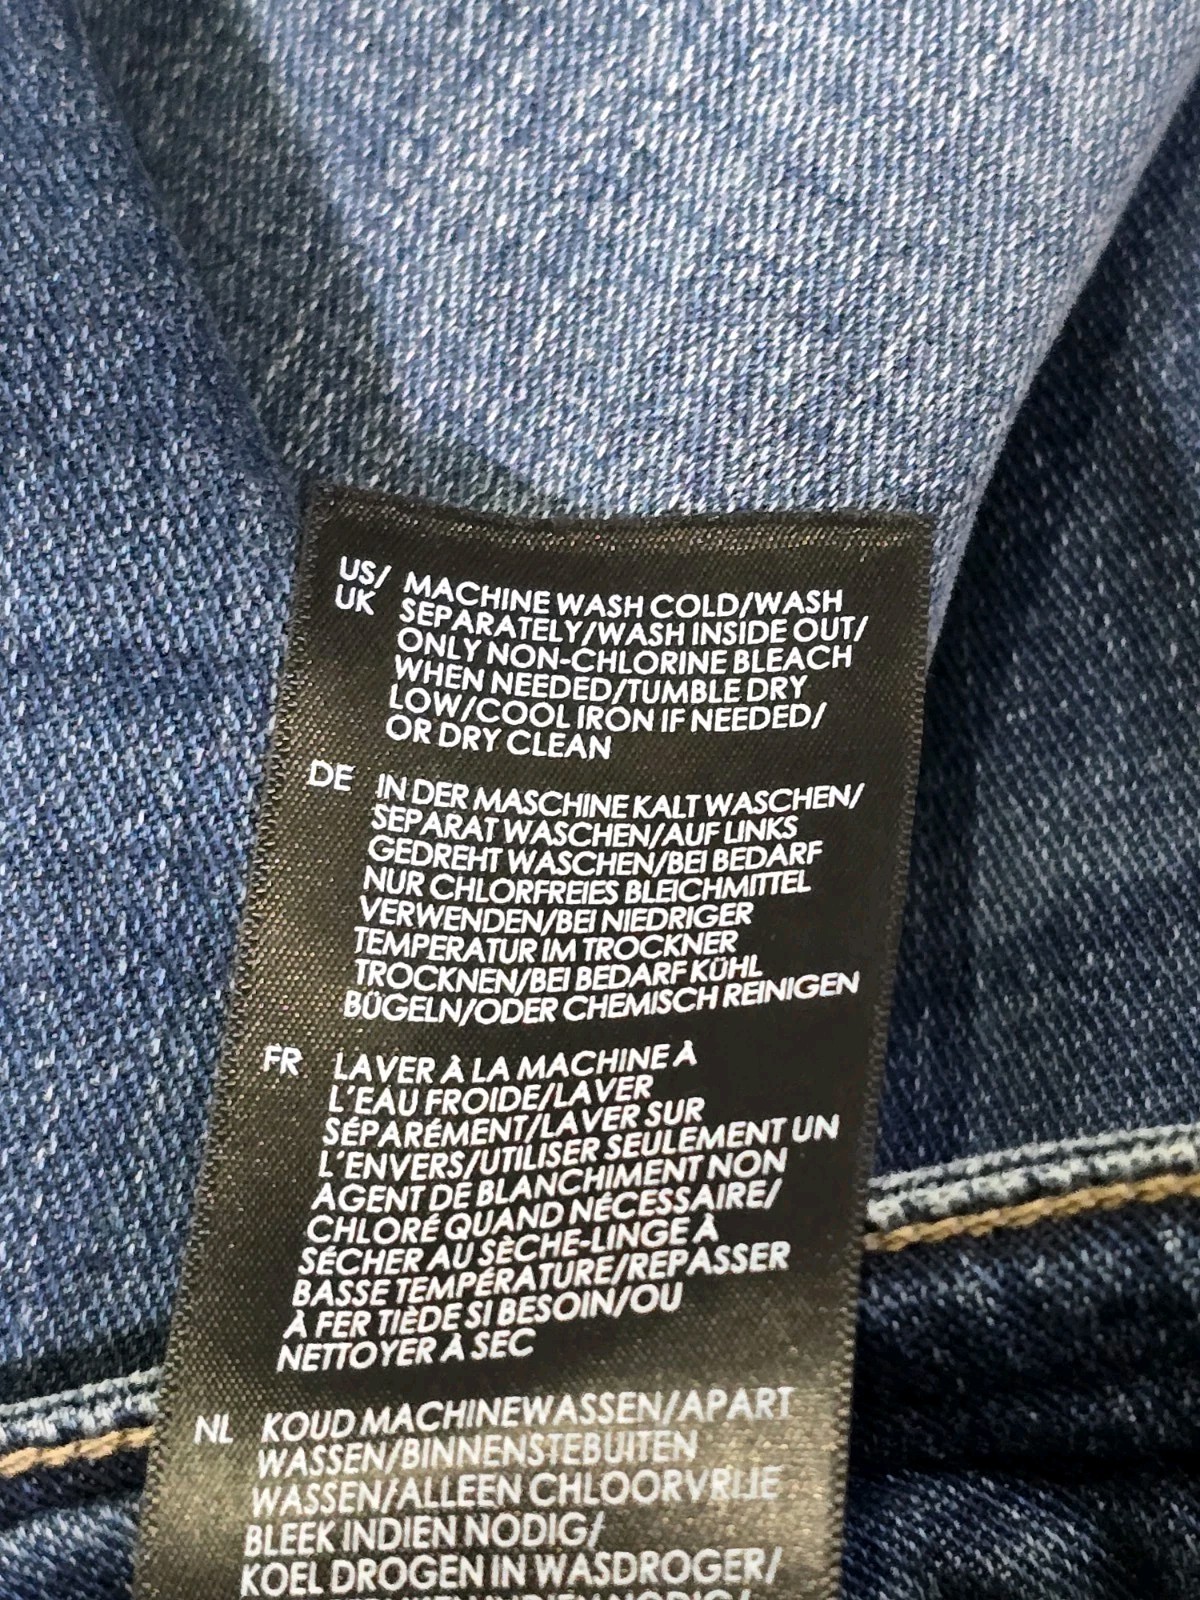 US/ MACHINE WASH COLD/WASH
UK SEPARATELY/WASH INSIDE OUT/
ONLY NON-CHLORINE BLEACH
WHEN NEEDED/TUMBLE DRY
LOW/COOL IRON IF NEEDED/
OR DRY CLEAN
DE IN DER MASCHINE KALT WASCHEN/
SEPARAT WASCHEN/AUF LINKS
GEDREHT WASCHEN/BEI BEDARF
NUR CHLORFREIES BLEICHMITTEL
VERWENDEN/BEI NIEDRIGER
TEMPERATUR IM TROCKNER
TROCKNEN/BEI BEDARF KÜHL
BÜGELN/ODER CHEMISCH REINIGEN
FR LAVER À LA MACHINE À
L'EAU FROIDE/LAVER
SÉPARÉMENT/LAVER SUR
L'ENVERS/UTILISER SEULEMENT UN
AGENT DE BLANCHIMENT NON
CHLORÉ QUAND NÉCESSAIRE/
SÉCHER AU SÈCHE-LINGE À
BASSE TEMPÉRATURE/REPASSER
À FER TIÈDE SI BESOIN/OU
NETTOYER À SEC
NL KOUD MACHINEWASSEN/APART
WASSEN/BINNENSTEBUITEN
WASSEN/ALLEEN CHLOORVRIJE
BLEEK INDIEN NODIG/
KOEL DROGEN IN WASDROGER/
INDIEN NODIG/